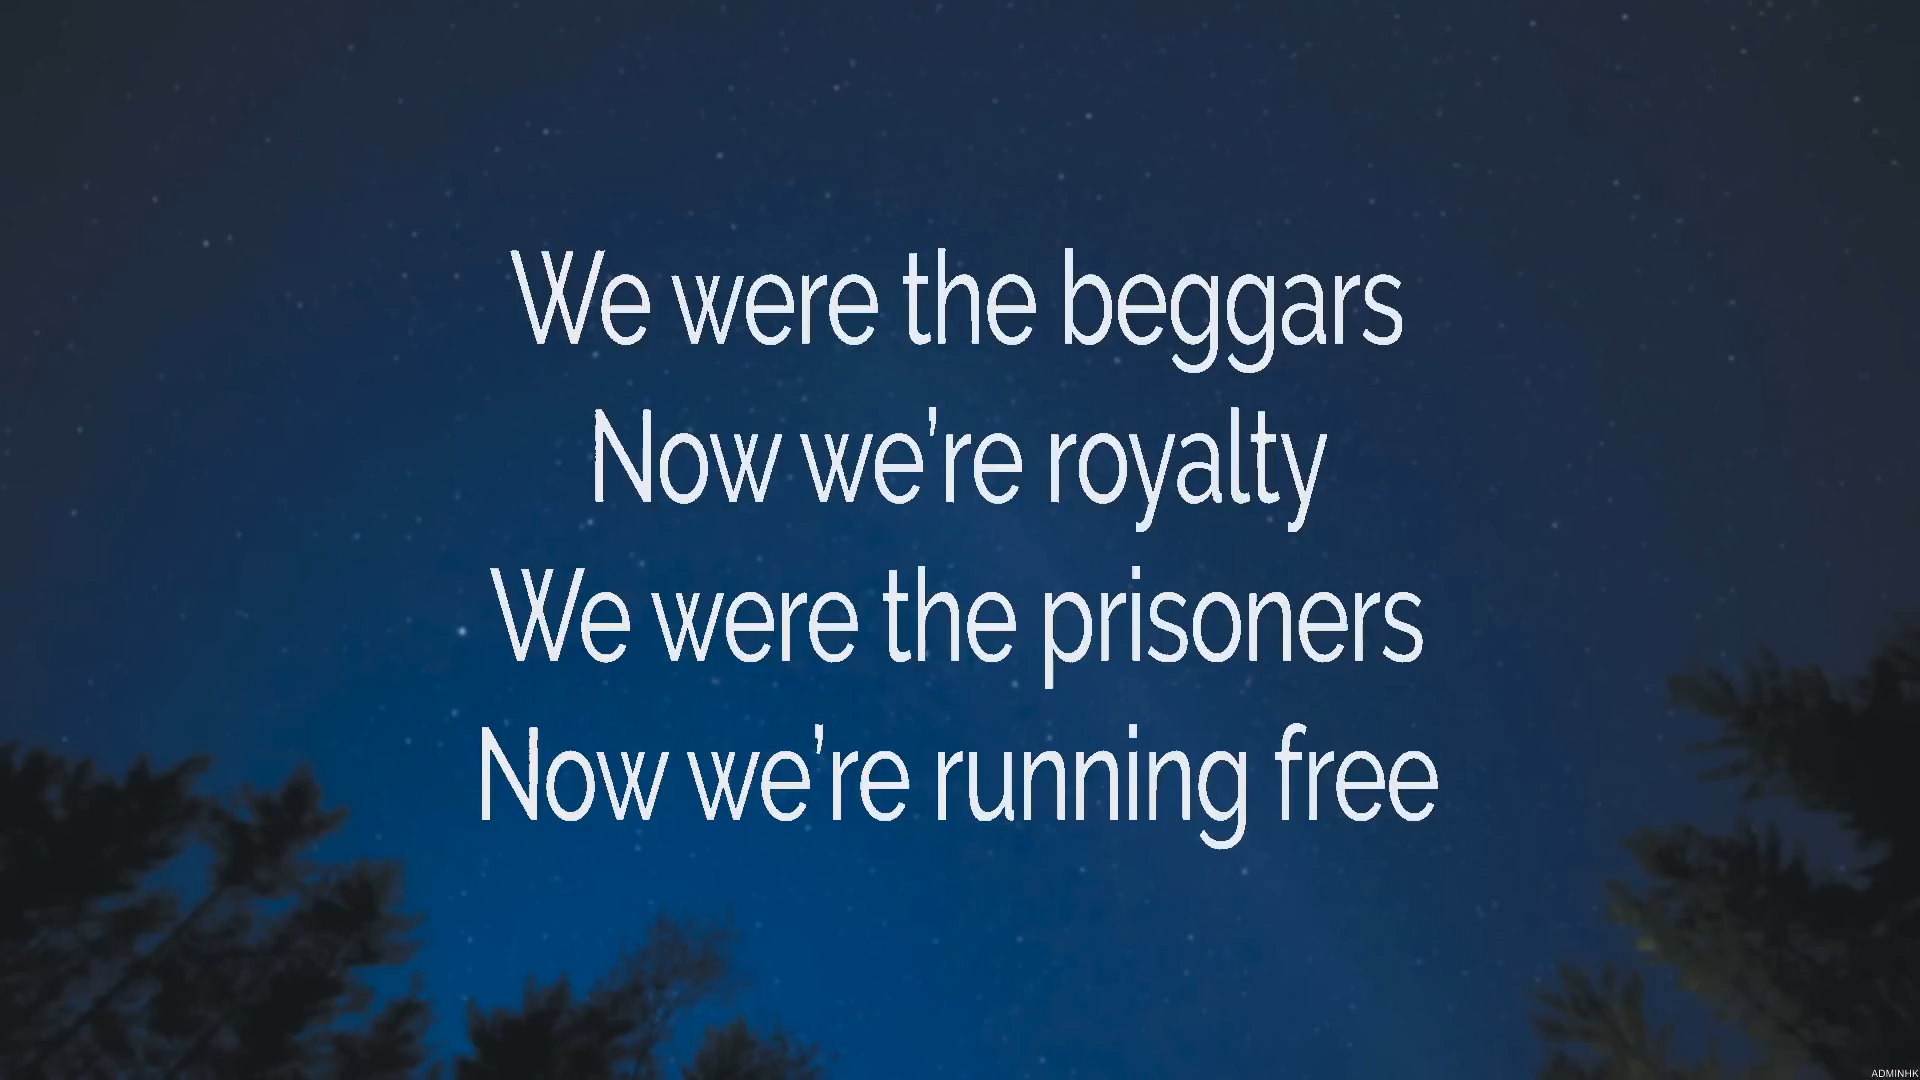 We were the beggars
Now we’re royalty
We were the prisoners
Now we’re running free
ADMINHK